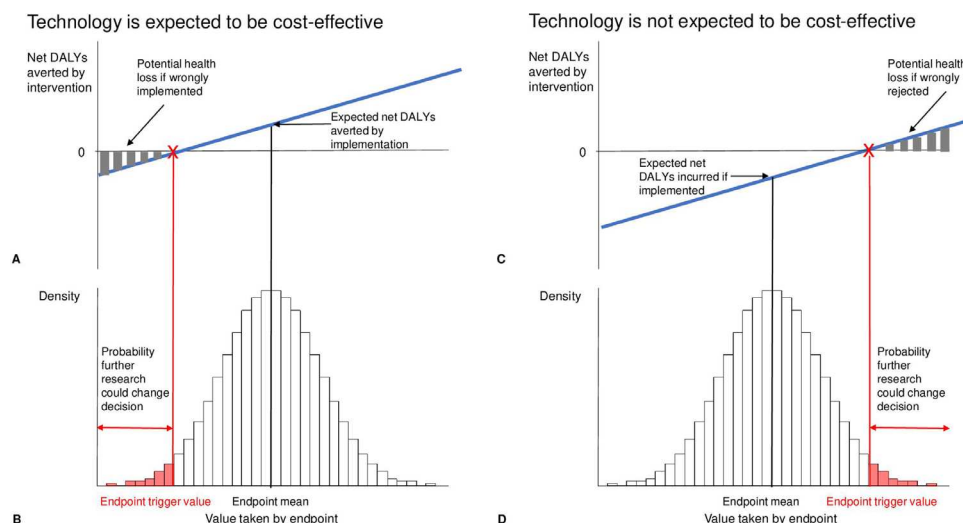 Technology is expected to be cost-effective
Net DALYs
averted by
intervention
Potential health
loss if wrongly
implemented
Expected net DALYs
averted by
implementation
0
A
Density
Probability
further
research
could change
decision
Endpoint trigger value
Endpoint mean
B
Value taken by endpoint
Technology is not expected to be cost-effective
Net DALYs
averted by
intervention
Potential health
loss if wrongly
rejected
0
Expected net
DALYs incurred if
implemented
C
Density
Probability
further
research
could change
decision
Endpoint mean
Endpoint trigger value
D
Value taken by endpoint